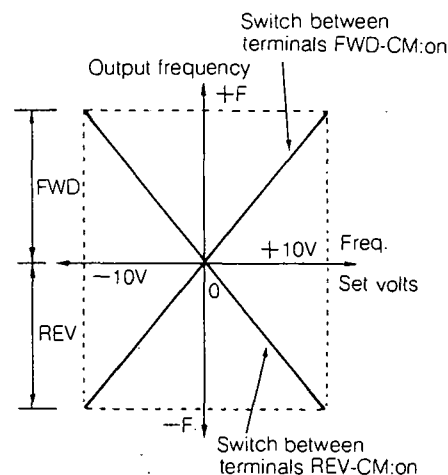 Switch between
terminals FWD-CM:on
Output frequency
+F
FWD
+10V
Freq.
−10V
0
Set volts
REV
−F
Switch between
terminals REV-CM:on